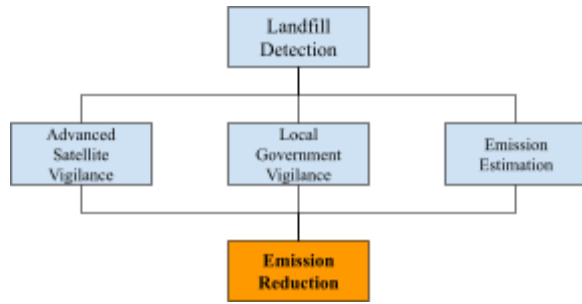 Landfill
Detection
Advanced
Satellite
Vigilance
Local
Government
Vigilance
Emission
Estimation
Emission
Reduction